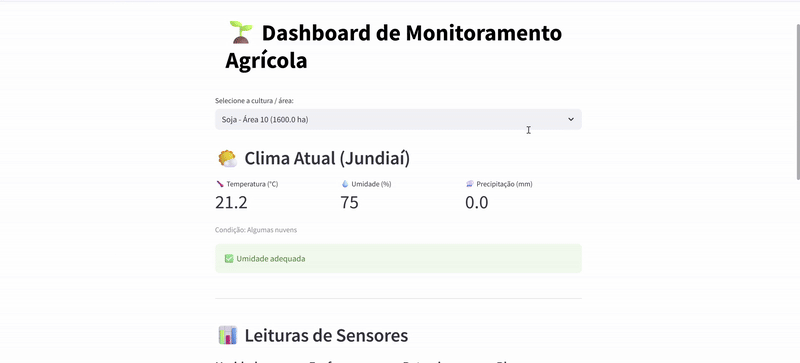 Dashboard de Monitoramento
Agrícola
Selecione a cultura / área:
Soja - Área 10 (1600.0 ha)
Clima Atual (Jundiaí)
Temperatura (°C) Umidade (%) Precipitação (mm)
21.2 75 0.0
Condição: Algumas nuvens
Umidade adequada
Leituras de Sensores